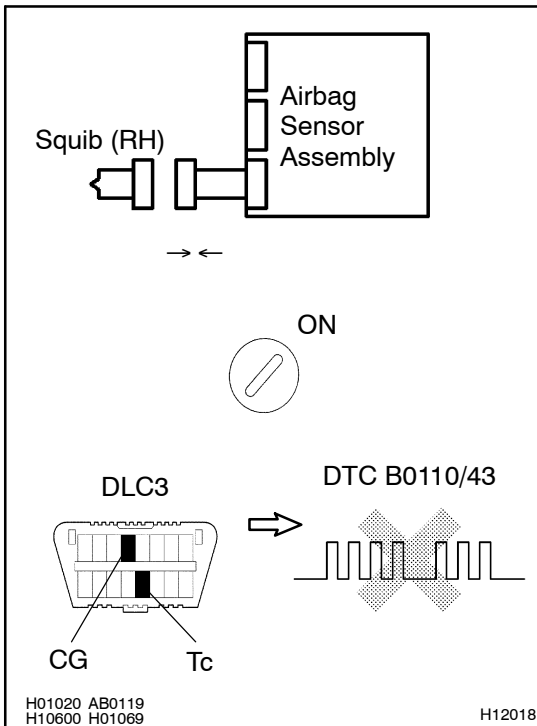 Airbag
Sensor
Assembly
Squib (RH)
ON
DLC3
DTC B0110/43
CG
Tc
H01020 AB0119
H10600 H01069
H12018